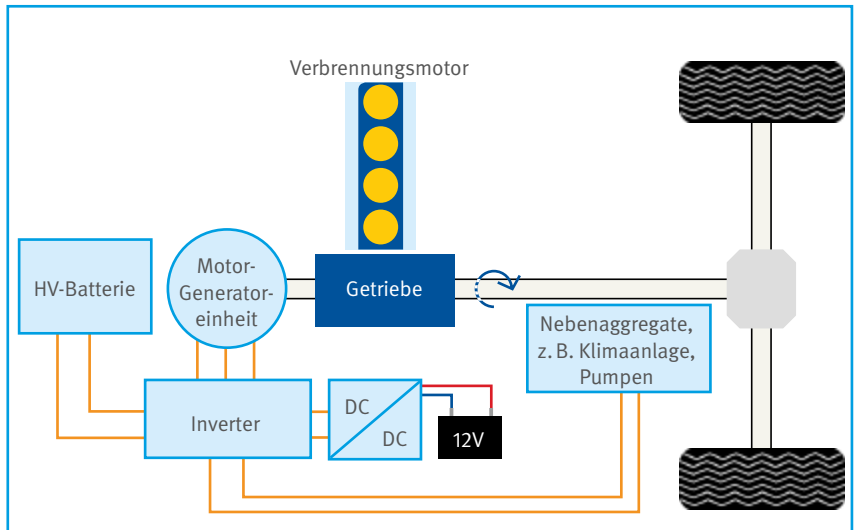 Verbrennungsmotor
HV-Batterie
Motor-
Generator-
einheit
Getriebe
Nebenaggregate,
z. B. Klimaanlage,
Pumpen
Inverter
DC
DC
12V